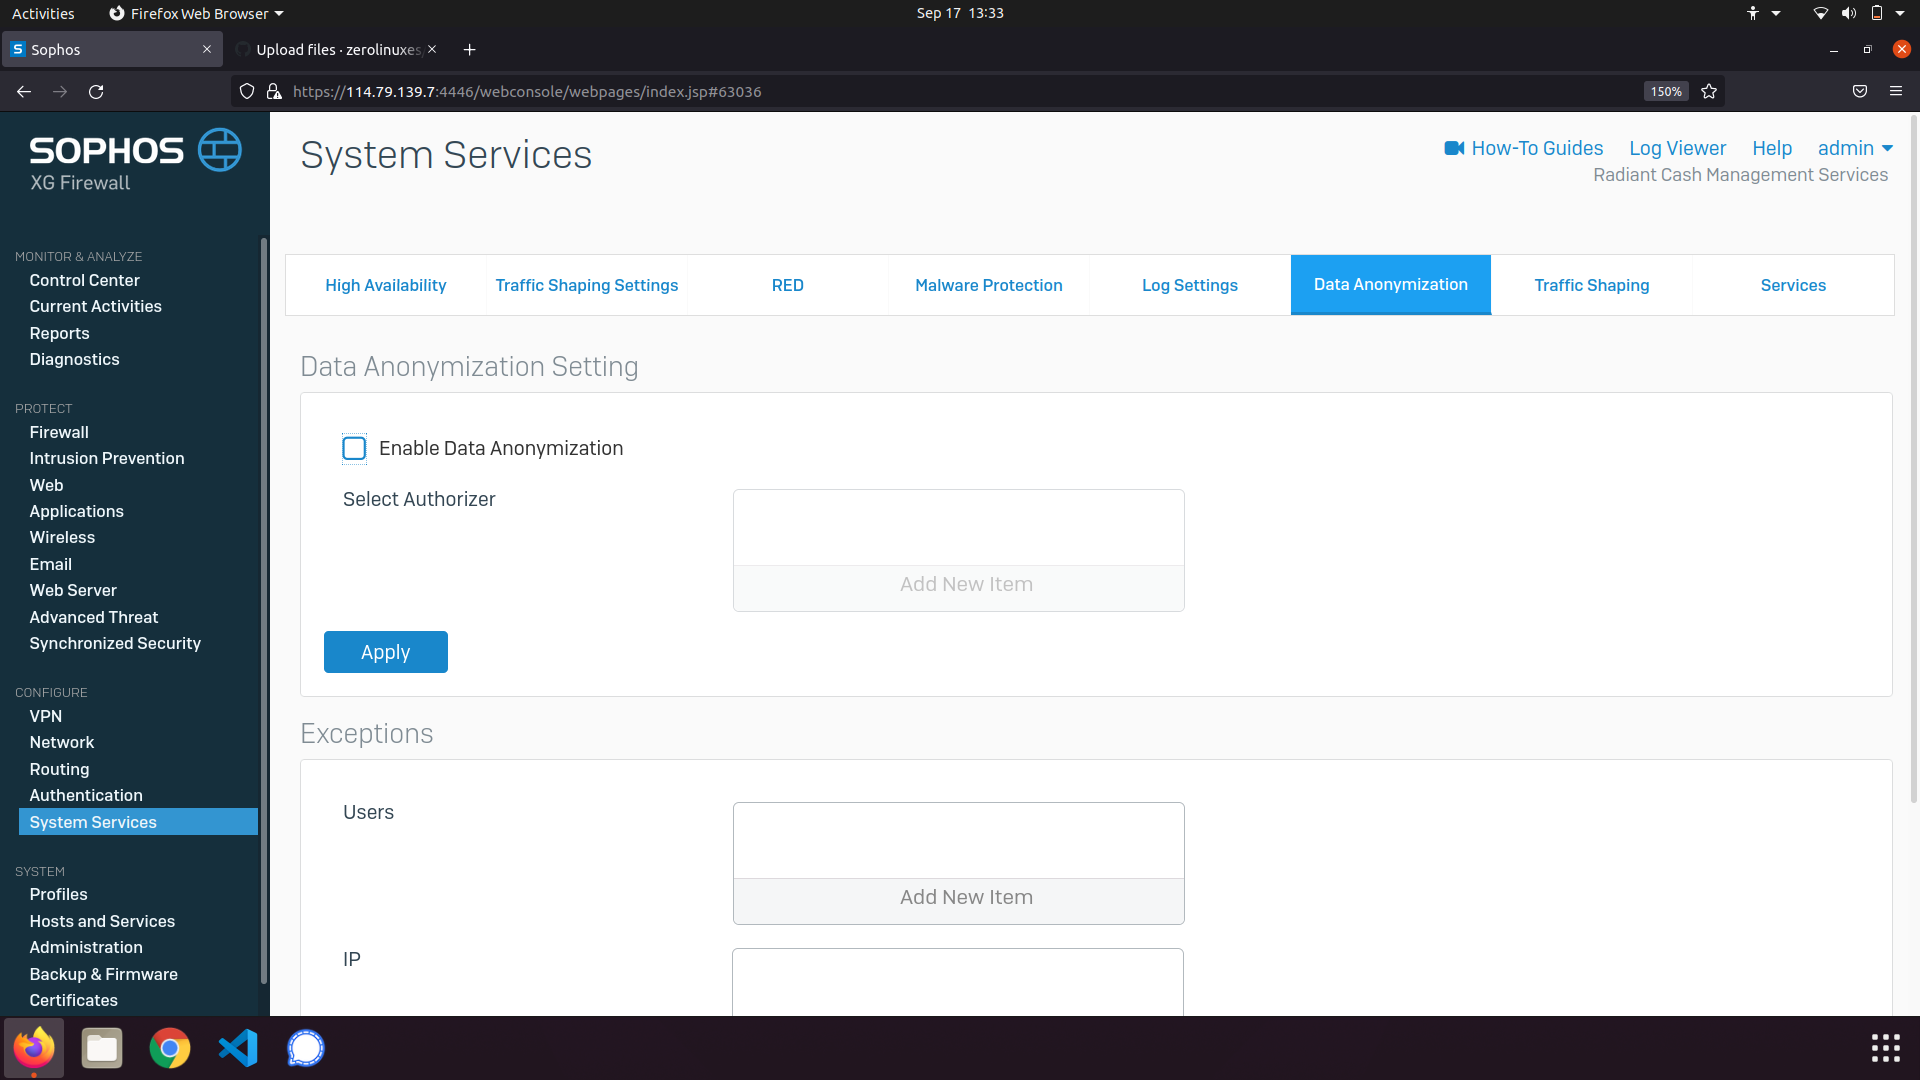 Activities
Firefox Web Browser
Sep 17 13:33
Sophos
Upload files · zerolinuxes
https://114.79.139.7:4446/webconsole/webpages/index.jsp#63036
150%
SOPHOS
XG Firewall
System Services
How-To Guides
Log Viewer
Help
admin
Radiant Cash Management Services
MONITOR & ANALYZE
Control Center
Current Activities
Reports
Diagnostics
PROTECT
Firewall
Intrusion Prevention
Web
Applications
Wireless
Email
Web Server
Advanced Threat
Synchronized Security
CONFIGURE
VPN
Network
Routing
Authentication
System Services
SYSTEM
Profiles
Hosts and Services
Administration
Backup & Firmware
Certificates
High Availability
Traffic Shaping Settings
RED
Malware Protection
Log Settings
Data Anonymization
Traffic Shaping
Services
Data Anonymization Setting
Enable Data Anonymization
Select Authorizer
Add New Item
Apply
Exceptions
Users
Add New Item
IP